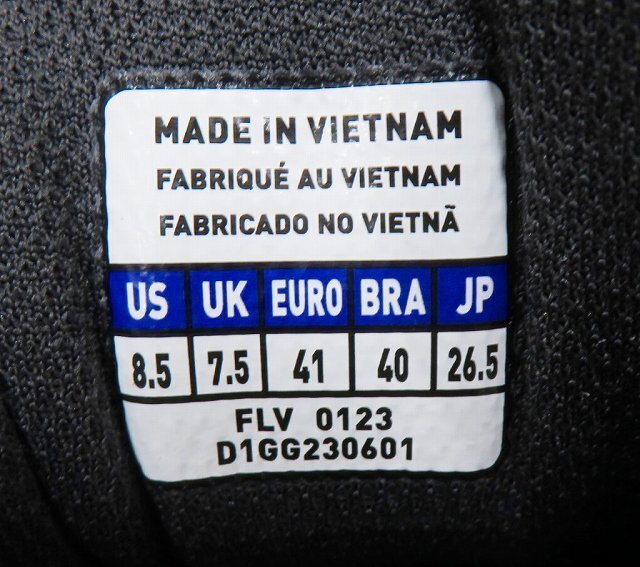 MADE IN VIETNAM
FABRIQUÉ AU VIETNAM
FABRICADO NO VIETNÃ
US UK EURO BRA JP
8.5 7.5 41 40 26.5
FLV 0123
D1GG230601